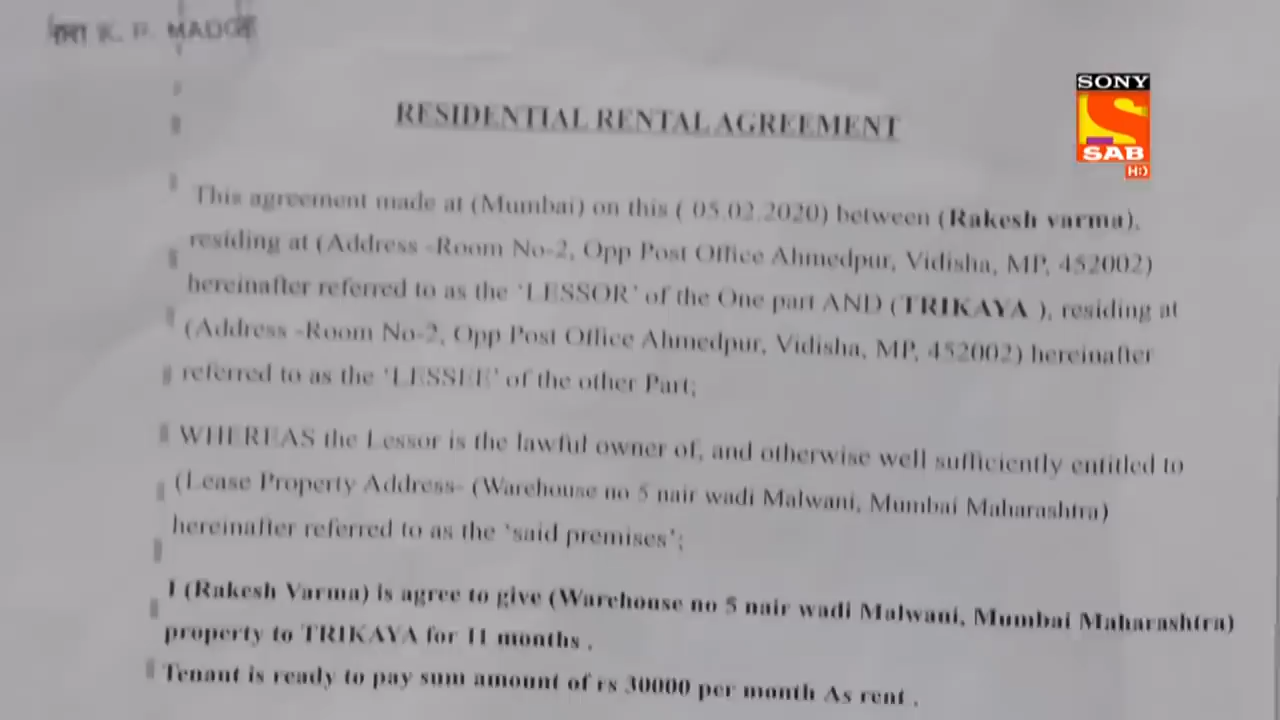 K. P. MADGE
SONY
S
SAB
HD
RESIDENTIAL RENTAL AGREEMENT
This agreement made at (Mumbai) on this ( 05.02.2020) between (Rakesh varma),
residing at (Address -Room No-2, Opp Post Office Ahmedpur, Vidisha, MP, 452002)
hereinafter referred to as the ‘LESSOR’ of the One part AND (TRIKAYA ), residing at
(Address -Room No-2, Opp Post Office Ahmedpur, Vidisha, MP, 452002) hereinafter
referred to as the ‘LESSEE’ of the other Part;
WHEREAS the Lessor is the lawful owner of, and otherwise well sufficiently entitled to
(Lease Property Address- (Warehouse no 5 nair wadi Malwani, Mumbai Maharashtra)
hereinafter referred to as the ‘said premises’;
I (Rakesh Varma) is agree to give (Warehouse no 5 nair wadi Malwani, Mumbai Maharashtra)
property to TRIKAYA for 11 months .
Tenant is ready to pay sum amount of rs 30000 per month As rent .